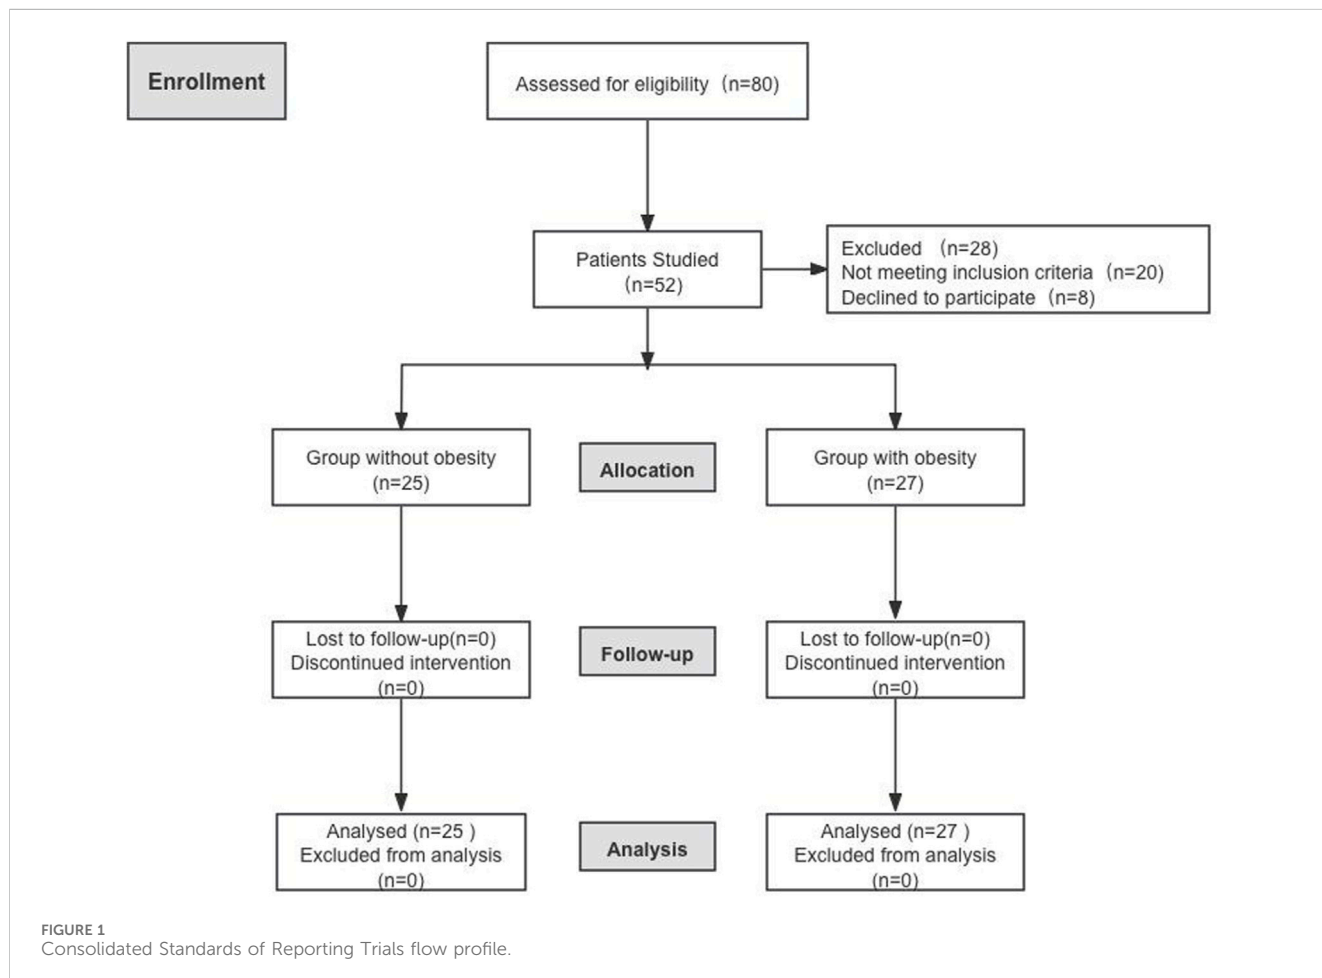 Enrollment
Assessed for eligibility（n=80)
Patients Studied
（n=52)
Excluded （n=28)
Not meeting inclusion criteria（n=20)
Declined to participate（n=8)
Group without obesity
(n=25)
Allocation
Group with obesity
(n=27)
Lost to follow-up(n=0)
Discontinued intervention
(n=0)
Follow-up
Lost to follow-up(n=0)
Discontinued intervention
(n=0)
Analysed (n=25 )
Excluded from analysis
(n=0)
Analysis
Analysed (n=27 )
Excluded from analysis
(n=0)
FIGURE 1
Consolidated Standards of Reporting Trials flow profile.